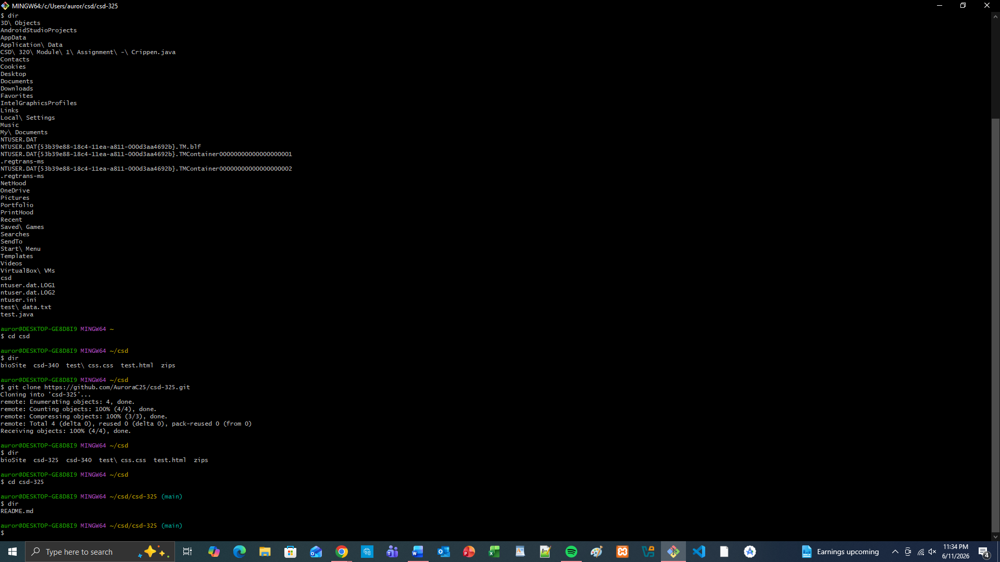 MINGW64:/c/Users/auror/csd/csd-325
$ dir
3D\ Objects
AndroidStudioProjects
AppData
Application\ Data
CSD\ 320\ Module\ 1\ Assignment\ -\ Crippen.java
Contacts
Cookies
Desktop
Documents
Downloads
Favorites
IntelGraphicsProfiles
Links
Local\ Settings
Music
My\ Documents
NTUSER.DAT
NTUSER.DAT{53b39e88-18c4-11ea-a811-000d3aa4692b}.TM.blf
NTUSER.DAT{53b39e88-18c4-11ea-a811-000d3aa4692b}.TMContainer00000000000000000001
.regtrans-ms
NTUSER.DAT{53b39e88-18c4-11ea-a811-000d3aa4692b}.TMContainer00000000000000000002
.regtrans-ms
NetHood
OneDrive
Pictures
Portfolio
PrintHood
Recent
Saved\ Games
Searches
SendTo
Start\ Menu
Templates
Videos
VirtualBox\ VMs
csd
ntuser.dat.LOG1
ntuser.dat.LOG2
ntuser.ini
test\ data.txt
test.java
auror@DESKTOP-GE8D8I9 MINGW64 ~
$ cd csd
auror@DESKTOP-GE8D8I9 MINGW64 ~/csd
$ dir
bioSite  csd-340  test\ css.css  test.html  zips
auror@DESKTOP-GE8D8I9 MINGW64 ~/csd
$ git clone https://github.com/AuroraC25/csd-325.git
Cloning into 'csd-325'...
remote: Enumerating objects: 4, done.
remote: Counting objects: 100% (4/4), done.
remote: Compressing objects: 100% (3/3), done.
remote: Total 4 (delta 0), reused 0 (delta 0), pack-reused 0 (from 0)
Receiving objects: 100% (4/4), done.
auror@DESKTOP-GE8D8I9 MINGW64 ~/csd
$ dir
bioSite  csd-325  csd-340  test\ css.css  test.html  zips
auror@DESKTOP-GE8D8I9 MINGW64 ~/csd
$ cd csd-325
auror@DESKTOP-GE8D8I9 MINGW64 ~/csd/csd-325 (main)
$ dir
README.md
auror@DESKTOP-GE8D8I9 MINGW64 ~/csd/csd-325 (main)
$
Type here to search
Earnings upcoming
11:34 PM
6/11/2026
4